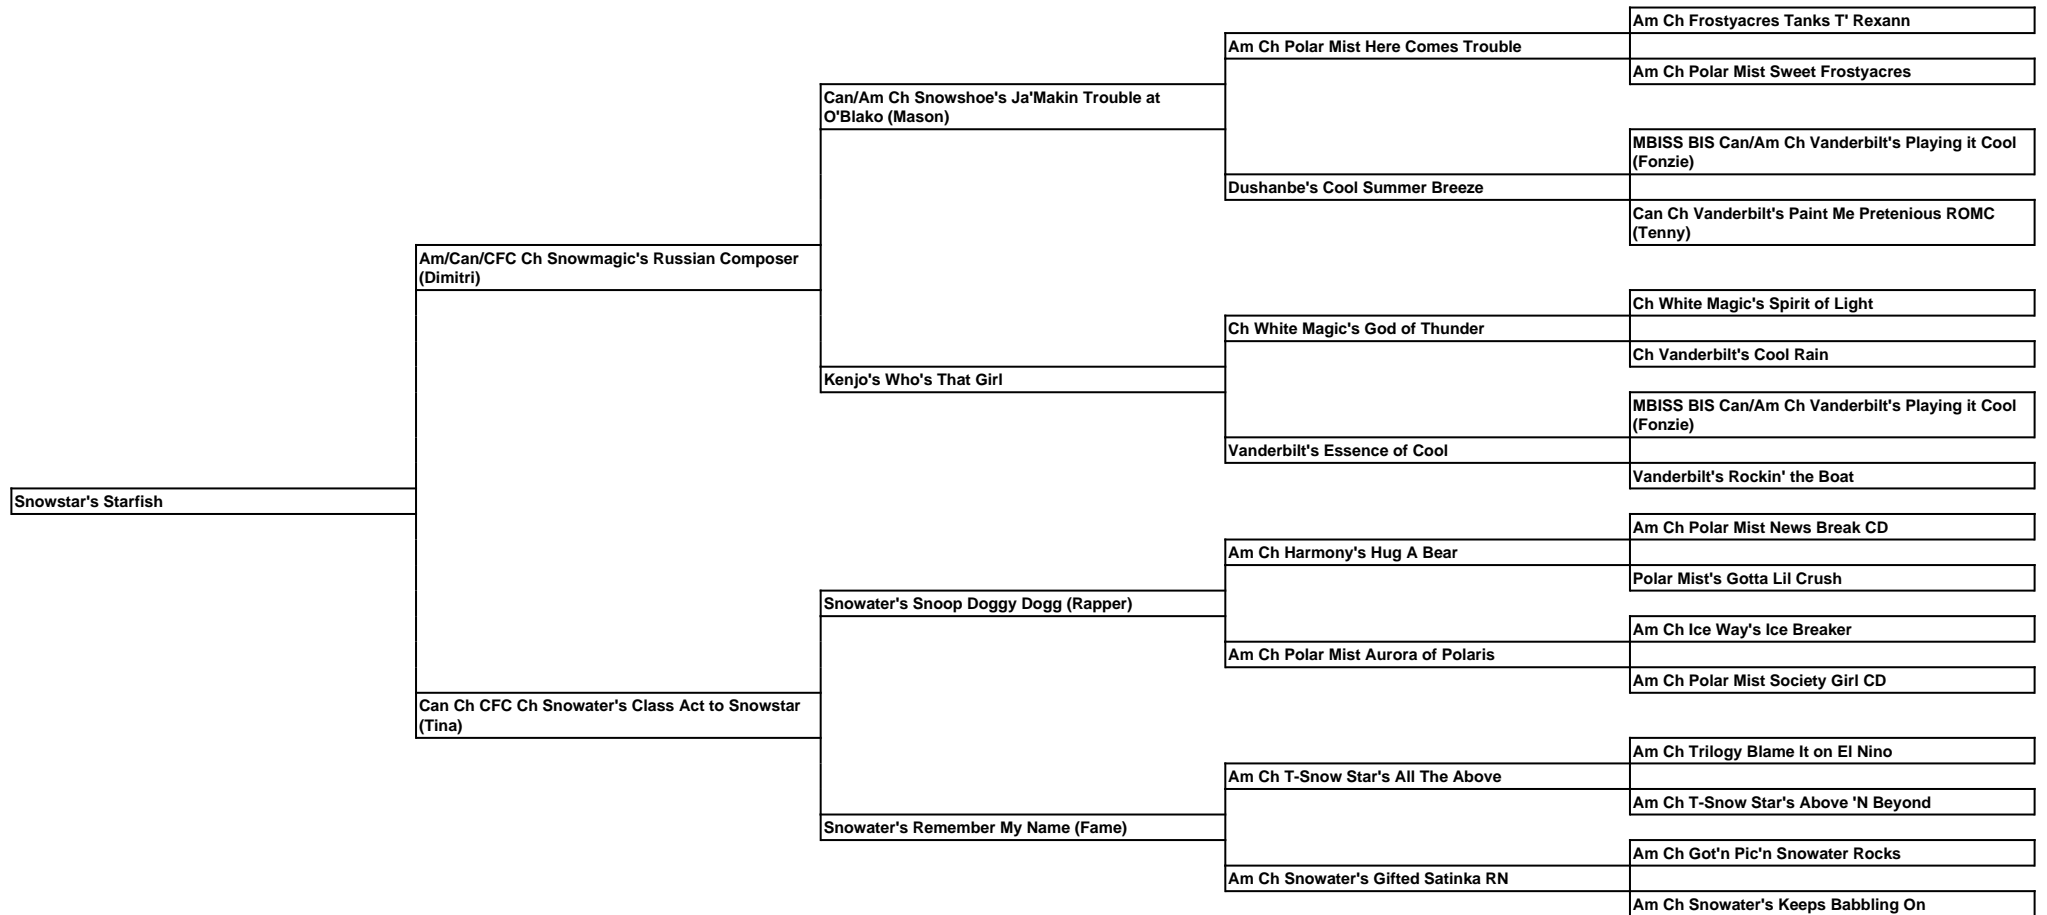 Am Ch Frostyacres Tanks T' Rexann
Am Ch Polar Mist Here Comes Trouble
Am Ch Polar Mist Sweet Frostyacres
Can/Am Ch Snowshoe's Ja'Makin Trouble at
O'Blako (Mason)
MBISS BIS Can/Am Ch Vanderbilt's Playing it Cool
(Fonzie)
Dushanbe's Cool Summer Breeze
Can Ch Vanderbilt's Paint Me Pretenious ROMC
(Tenny)
Am/Can/CFC Ch Snowmagic's Russian Composer
(Dimitri)
Ch White Magic's Spirit of Light
Ch White Magic's God of Thunder
Ch Vanderbilt's Cool Rain
Kenjo's Who's That Girl
MBISS BIS Can/Am Ch Vanderbilt's Playing it Cool
(Fonzie)
Vanderbilt's Essence of Cool
Vanderbilt's Rockin' the Boat
Snowstar's Starfish
Am Ch Polar Mist News Break CD
Am Ch Harmony's Hug A Bear
Polar Mist's Gotta Lil Crush
Snowater's Snoop Doggy Dogg (Rapper)
Am Ch Ice Way's Ice Breaker
Am Ch Polar Mist Aurora of Polaris
Am Ch Polar Mist Society Girl CD
Can Ch CFC Ch Snowater's Class Act to Snowstar
(Tina)
Am Ch Trilogy Blame It on El Nino
Am Ch T-Snow Star's All The Above
Am Ch T-Snow Star's Above 'N Beyond
Snowater's Remember My Name (Fame)
Am Ch Got'n Pic'n Snowater Rocks
Am Ch Snowater's Gifted Satinka RN
Am Ch Snowater's Keeps Babbling On